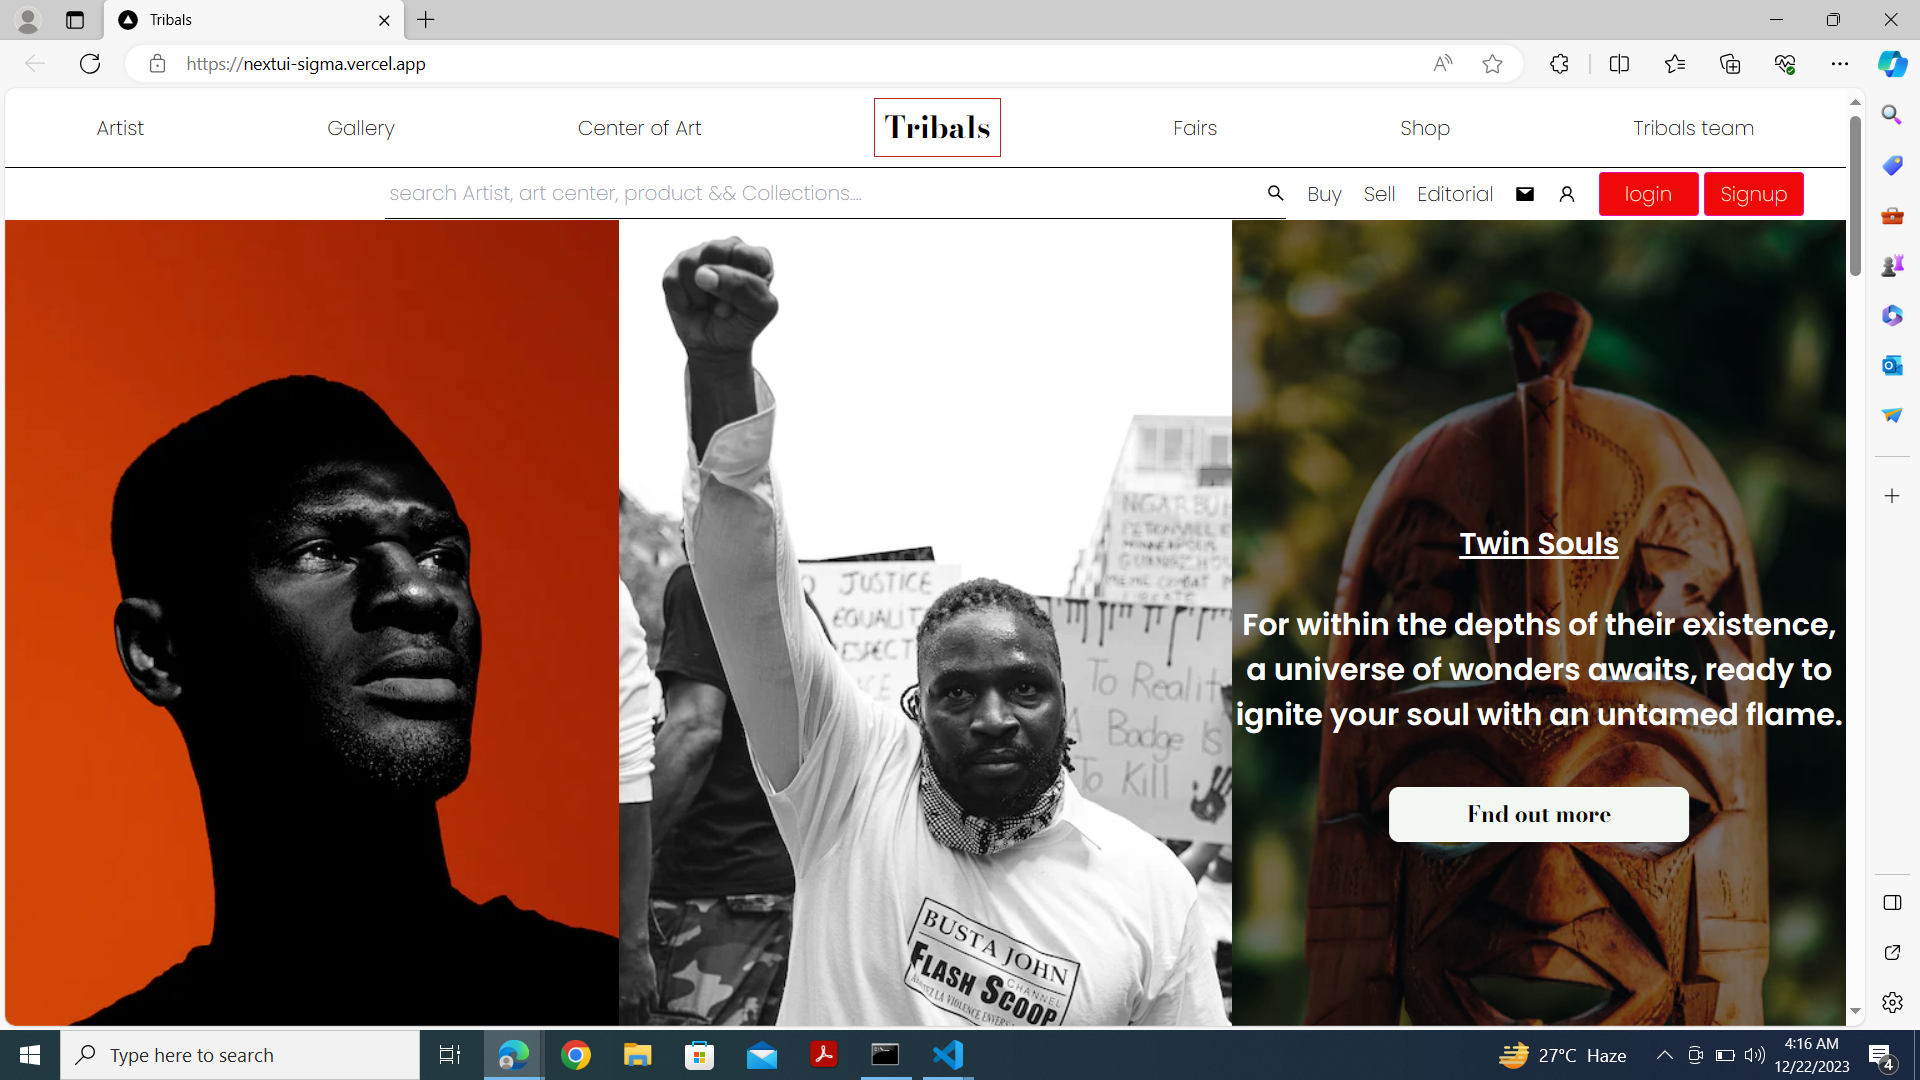 Tribals
https://nextui-sigma.vercel.app
Artist
Gallery
Center of Art
Tribals
Fairs
Shop
Tribals team
search Artist, art center, product && Collections....
Buy
Sell
Editorial
login
Signup
JUSTICE
To
A Badge Is
To Kill
BUSTA JOHN
FLASH SCOOP
CHANNEL
Twin Souls
For within the depths of their existence,
a universe of wonders awaits, ready to
ignite your soul with an untamed flame.
Fnd out more
Type here to search
27°C Haze
4:16 AM
12/22/2023
4